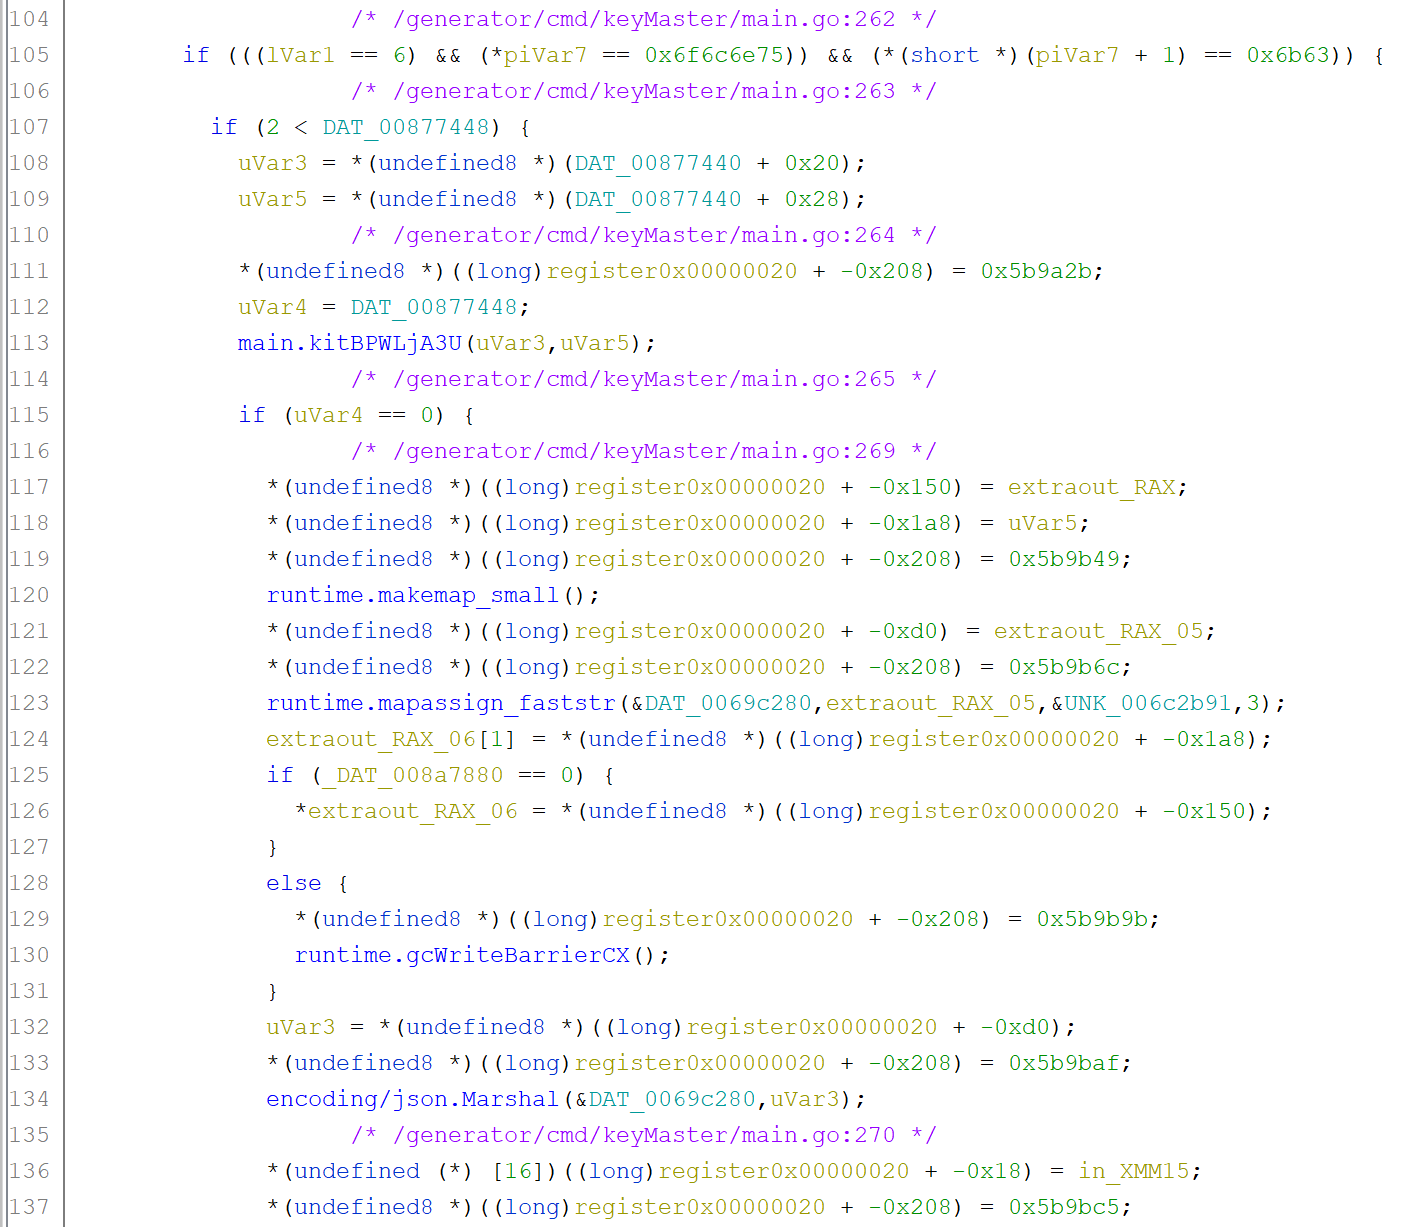 104 /* /generator/cmd/keyMaster/main.go:262 */
105 if (((lVar1 == 6) && (*piVar7 == 0x6f6c6e75)) && (*(short *)(piVar7 + 1) == 0x6b63)) {
106 /* /generator/cmd/keyMaster/main.go:263 */
107 if (2 < DAT_00877448) {
108 uVar3 = *(undefined8 *)(DAT_00877440 + 0x20);
109 uVar5 = *(undefined8 *)(DAT_00877440 + 0x28);
110 /* /generator/cmd/keyMaster/main.go:264 */
111 *(undefined8 *)((long)register0x00000020 + -0x208) = 0x5b9a2b;
112 uVar4 = DAT_00877448;
113 main.kitBPWLjA3U(uVar3,uVar5);
114 /* /generator/cmd/keyMaster/main.go:265 */
115 if (uVar4 == 0) {
116 /* /generator/cmd/keyMaster/main.go:269 */
117 *(undefined8 *)((long)register0x00000020 + -0x150) = extraout_RAX;
118 *(undefined8 *)((long)register0x00000020 + -0x1a8) = uVar5;
119 *(undefined8 *)((long)register0x00000020 + -0x208) = 0x5b9b49;
120 runtime.makemap_small();
121 *(undefined8 *)((long)register0x00000020 + -0xd0) = extraout_RAX_05;
122 *(undefined8 *)((long)register0x00000020 + -0x208) = 0x5b9b6c;
123 runtime.mapassign_faststr(&DAT_0069c280,extraout_RAX_05,&UNK_006c2b91,3);
124 extraout_RAX_06[1] = *(undefined8 *)((long)register0x00000020 + -0x1a8);
125 if (_DAT_008a7880 == 0) {
126 *extraout_RAX_06 = *(undefined8 *)((long)register0x00000020 + -0x150);
127 }
128 else {
129 *(undefined8 *)((long)register0x00000020 + -0x208) = 0x5b9b9b;
130 runtime.gcWriteBarrierCX();
131 }
132 uVar3 = *(undefined8 *)((long)register0x00000020 + -0xd0);
133 *(undefined8 *)((long)register0x00000020 + -0x208) = 0x5b9baf;
134 encoding/json.Marshal(&DAT_0069c280,uVar3);
135 /* /generator/cmd/keyMaster/main.go:270 */
136 *(undefined (*) [16])((long)register0x00000020 + -0x18) = in_XMM15;
137 *(undefined8 *)((long)register0x00000020 + -0x208) = 0x5b9bc5;